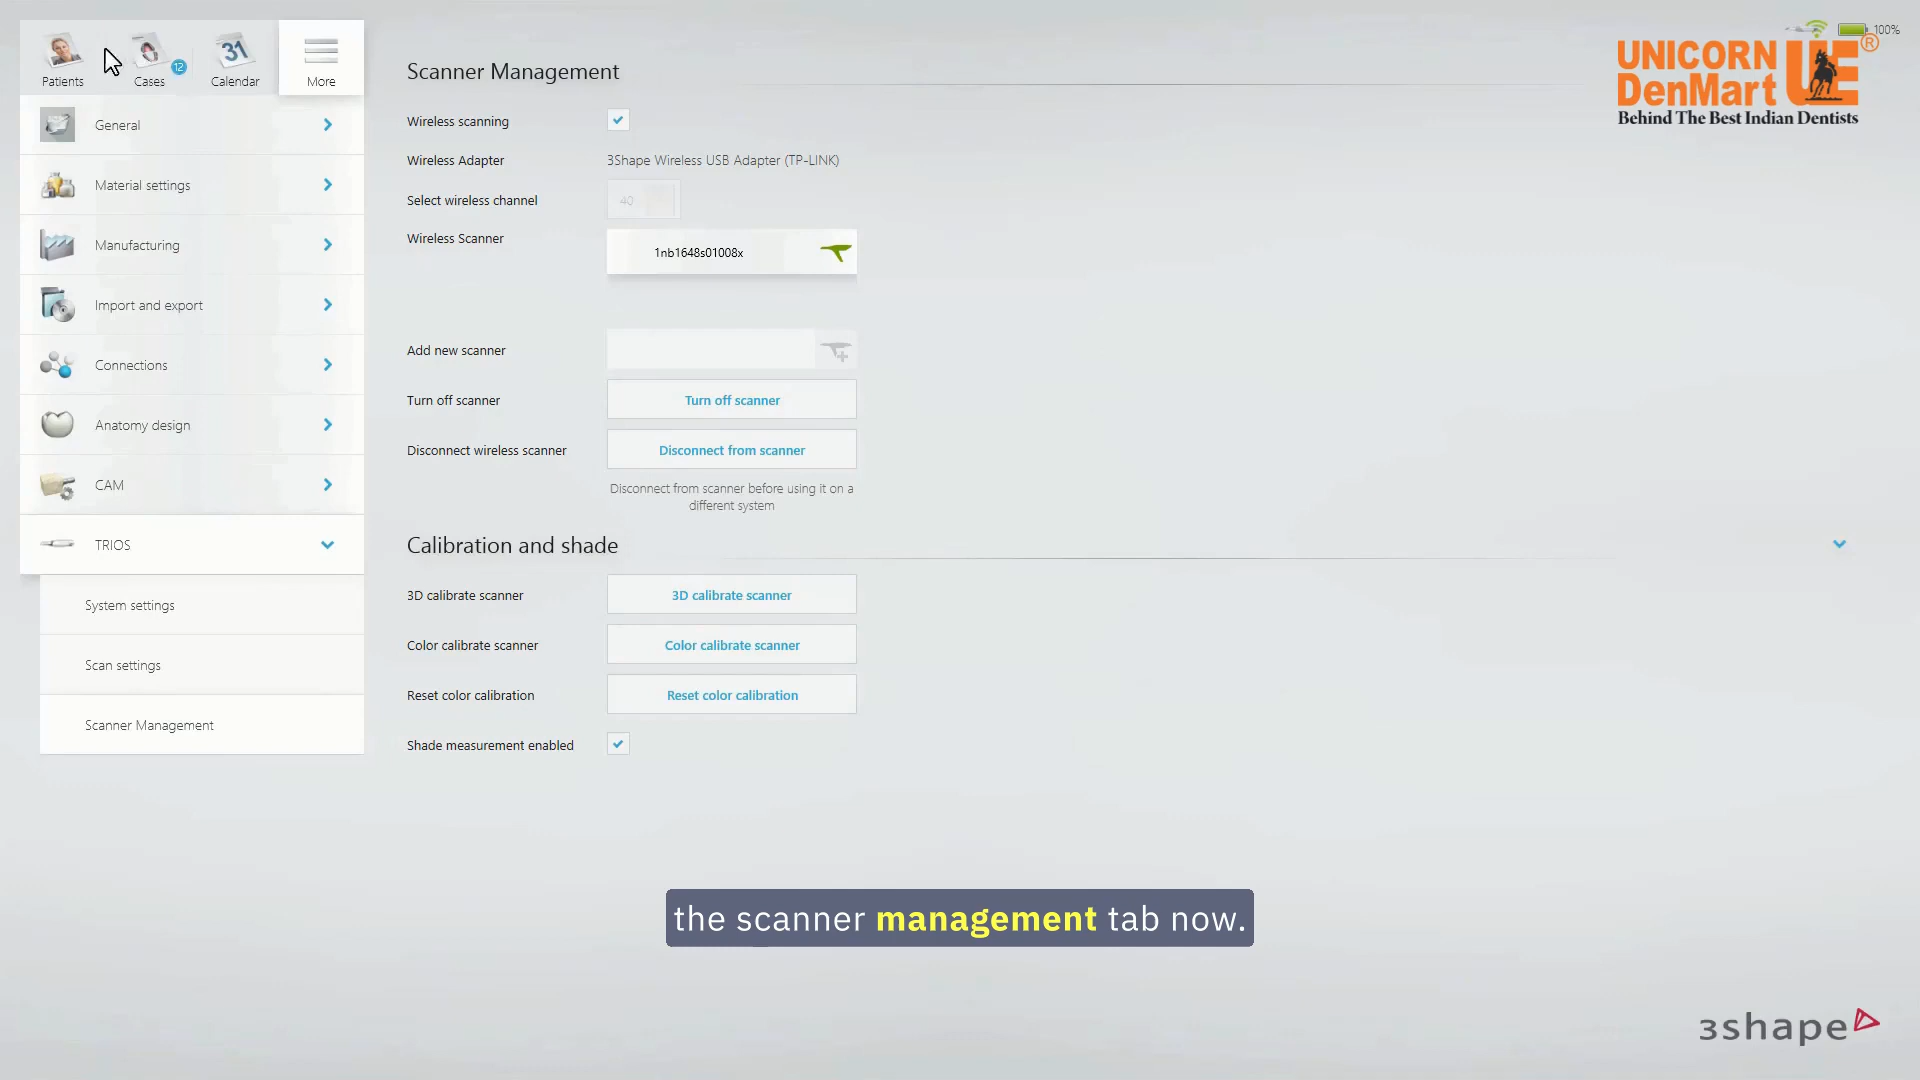 Patients
Cases
12
31
Calendar
More
100%
UNICORN
DenMart
UE
®
Behind The Best Indian Dentists
General
Material settings
Manufacturing
Import and export
Connections
Anatomy design
CAM
TRIOS
System settings
Scan settings
Scanner Management
Scanner Management
Wireless scanning
Wireless Adapter
3Shape Wireless USB Adapter (TP-LINK)
Select wireless channel
40
Wireless Scanner
1nb1648s01008x
Add new scanner
Turn off scanner
Turn off scanner
Disconnect wireless scanner
Disconnect from scanner
Disconnect from scanner before using it on a
different system
Calibration and shade
3D calibrate scanner
3D calibrate scanner
Color calibrate scanner
Color calibrate scanner
Reset color calibration
Reset color calibration
Shade measurement enabled
the scanner management tab now.
3shape